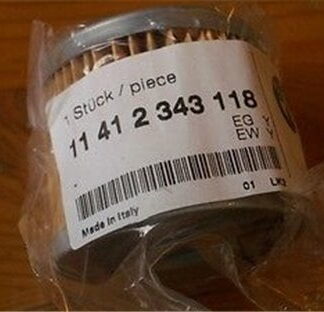 1 Stück / piece
11 41 2 343 118
EG Y
EW Y
01
Made in Italy